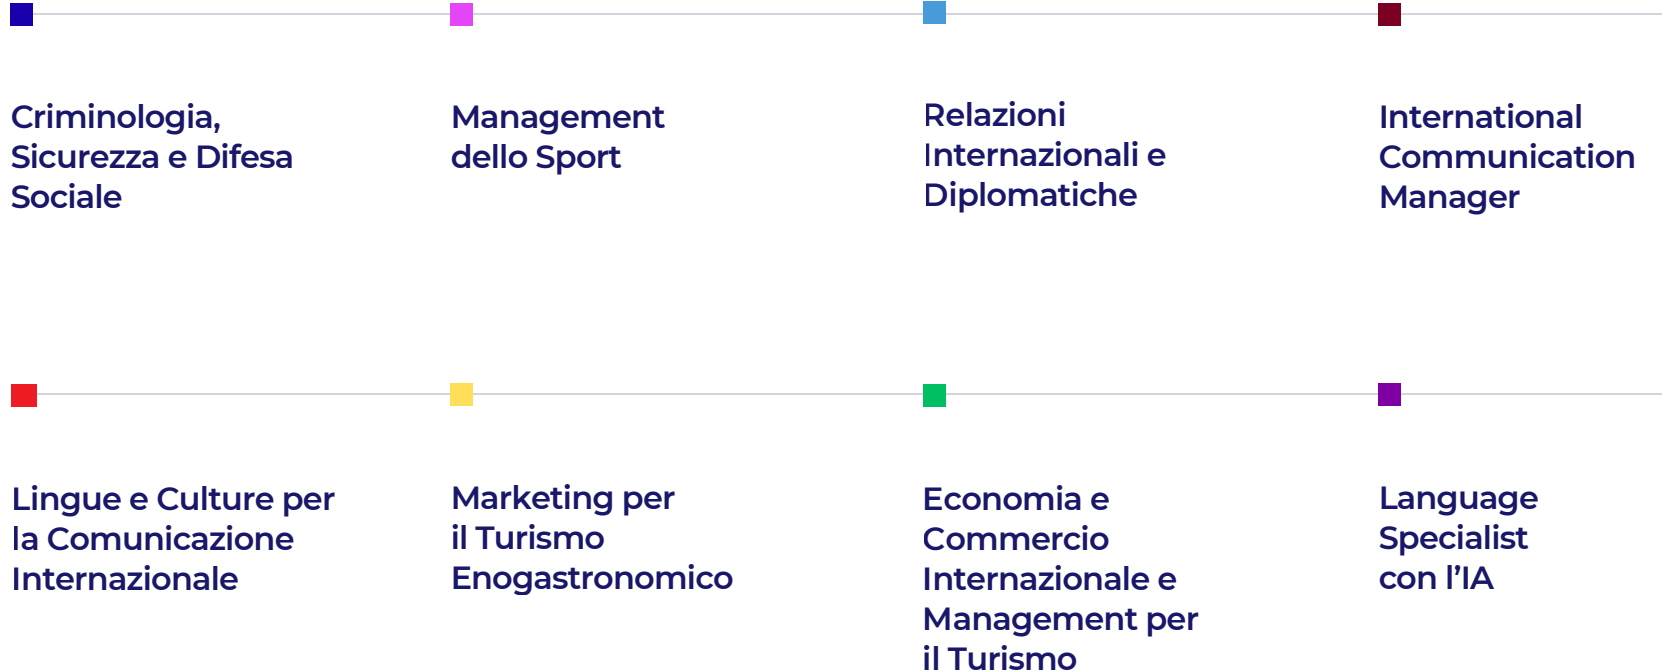 Criminologia,
Sicurezza e Difesa
Sociale
Management
dello Sport
Relazioni
Internazionali e
Diplomatiche
International
Communication
Manager
Lingue e Culture per
la Comunicazione
Internazionale
Marketing per
il Turismo
Enogastronomico
Economia e
Commercio
Internazionale e
Management per
il Turismo
Language
Specialist
con l’IA